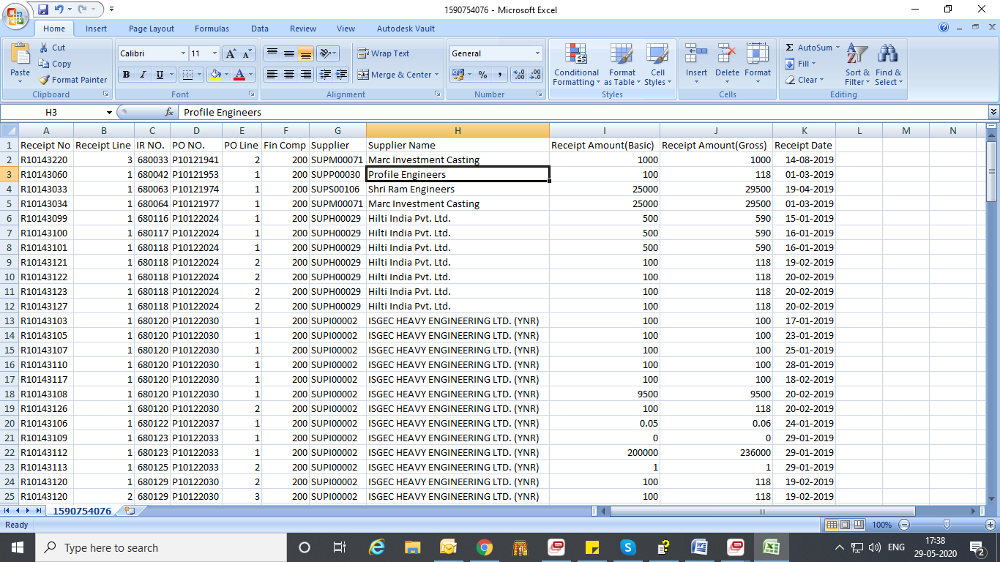 1590754076 - Microsoft Excel
Home Insert Page Layout Formulas Data Review View Autodesk Vault
Paste Cut Copy Format Painter Clipboard
Calibri 11 A A B I U A Font
Wrap Text Merge & Center Alignment
General % , Number
Conditional Formatting Format as Table Cell Styles Styles
Insert Delete Format Cells
Σ AutoSum Fill Clear Sort & Filter Find & Select Editing
H3 fx Profile Engineers
A B C D E F G H I J K L M N
1 Receipt No Receipt Line IR NO. PO NO. PO Line Fin Comp Supplier Supplier Name Receipt Amount(Basic) Receipt Amount(Gross) Receipt Date
2 R10143220 3 680033 P10121941 2 200 SUPM00071 Marc Investment Casting 1000 1000 14-08-2019
3 R10143060 1 680042 P10121953 1 200 SUPP00030 Profile Engineers 100 118 01-03-2019
4 R10143033 1 680063 P10121974 1 200 SUPS00106 Shri Ram Engineers 25000 29500 19-04-2019
5 R10143034 1 680064 P10121977 1 200 SUPM00071 Marc Investment Casting 25000 29500 01-03-2019
6 R10143099 1 680116 P10122024 1 200 SUPH00029 Hilti India Pvt. Ltd. 500 590 15-01-2019
7 R10143100 1 680117 P10122024 1 200 SUPH00029 Hilti India Pvt. Ltd. 500 590 16-01-2019
8 R10143101 1 680118 P10122024 1 200 SUPH00029 Hilti India Pvt. Ltd. 500 590 16-01-2019
9 R10143121 1 680118 P10122024 2 200 SUPH00029 Hilti India Pvt. Ltd. 100 118 19-02-2019
10 R10143122 1 680118 P10122024 2 200 SUPH00029 Hilti India Pvt. Ltd. 100 118 20-02-2019
11 R10143123 1 680118 P10122024 2 200 SUPH00029 Hilti India Pvt. Ltd. 100 118 20-02-2019
12 R10143127 1 680118 P10122024 2 200 SUPH00029 Hilti India Pvt. Ltd. 100 118 20-02-2019
13 R10143103 1 680120 P10122030 1 200 SUPI00002 ISGEC HEAVY ENGINEERING LTD. (YNR) 100 100 17-01-2019
14 R10143105 1 680120 P10122030 1 200 SUPI00002 ISGEC HEAVY ENGINEERING LTD. (YNR) 100 100 23-01-2019
15 R10143107 1 680120 P10122030 1 200 SUPI00002 ISGEC HEAVY ENGINEERING LTD. (YNR) 100 100 25-01-2019
16 R10143110 1 680120 P10122030 1 200 SUPI00002 ISGEC HEAVY ENGINEERING LTD. (YNR) 100 100 28-01-2019
17 R10143117 1 680120 P10122030 1 200 SUPI00002 ISGEC HEAVY ENGINEERING LTD. (YNR) 100 100 18-02-2019
18 R10143108 1 680120 P10122030 1 200 SUPI00002 ISGEC HEAVY ENGINEERING LTD. (YNR) 9500 9500 20-02-2019
19 R10143126 1 680120 P10122030 2 200 SUPI00002 ISGEC HEAVY ENGINEERING LTD. (YNR) 100 118 20-02-2019
20 R10143106 1 680122 P10122037 1 200 SUPI00002 ISGEC HEAVY ENGINEERING LTD. (YNR) 0.05 0.06 24-01-2019
21 R10143109 1 680123 P10122033 1 200 SUPI00002 ISGEC HEAVY ENGINEERING LTD. (YNR) 0 0 29-01-2019
22 R10143112 1 680123 P10122033 1 200 SUPI00002 ISGEC HEAVY ENGINEERING LTD. (YNR) 200000 236000 29-01-2019
23 R10143113 1 680125 P10122033 2 200 SUPI00002 ISGEC HEAVY ENGINEERING LTD. (YNR) 1 1 29-01-2019
24 R10143120 1 680129 P10122030 2 200 SUPI00002 ISGEC HEAVY ENGINEERING LTD. (YNR) 100 118 19-02-2019
25 R10143120 2 680129 P10122030 3 200 SUPI00002 ISGEC HEAVY ENGINEERING LTD. (YNR) 100 118 19-02-2019
1590754076
Ready 100%
Type here to search ENG 17:38
29-05-2020 2